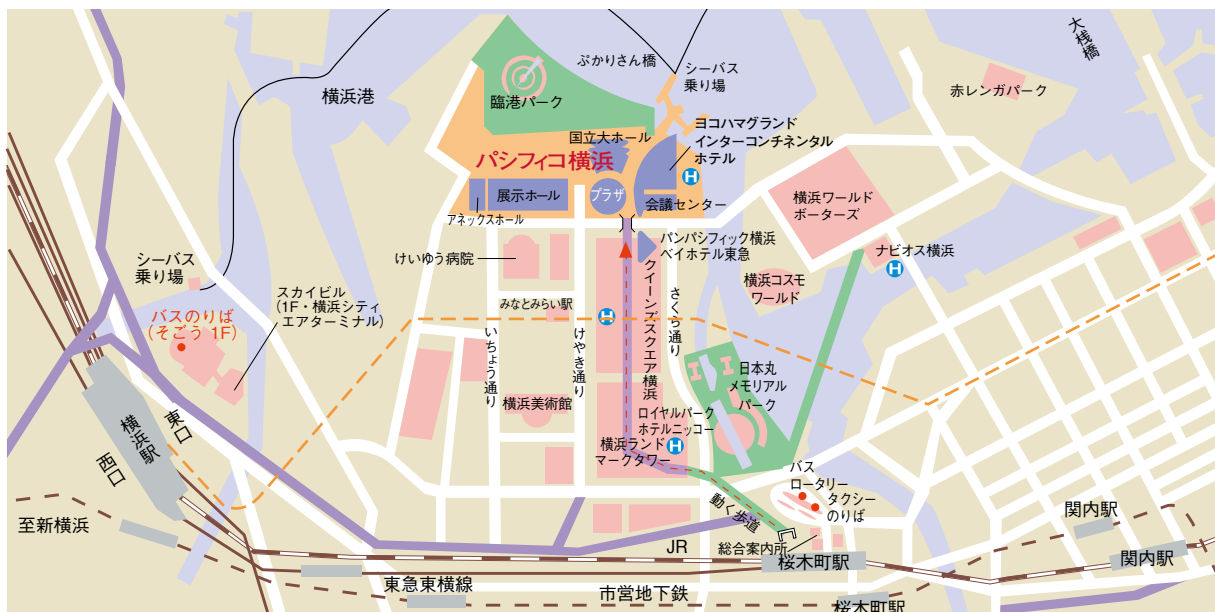 大桟橋
ぷかりさん橋
シーバス
乗り場
赤レンガパーク
横浜港
臨港パーク
国立大ホール
ヨコハマグランド
インターコンチネンタル
ホテル
パシフィコ横浜
H
展示ホール
プラザ
会議センター
アネックスホール
横浜ワールド
ポーターズ
パンパシフィック横浜
ベイホテル東急
ナビオス横浜
H
けいゆう病院
シーバス
乗り場
スカイビル
(1F・横浜シティ
エアターミナル)
バスのりば
(そごう 1F)
横浜コスモ
ワールド
みなとみらい駅
H
クイーンズスクエア横浜
さくら通り
いちょう通り
けやき通り
日本丸
メモリアル
パーク
横浜美術館
ロイヤルパーク
ホテルニッコー
H
横浜ランド
マークタワー
横浜駅
東口
西口
バス
ロータリー
タクシー
のりば
動く歩道
総合案内所
至新横浜
JR
桜木町駅
関内駅
関内駅
東急東横線
市営地下鉄
桜木町駅